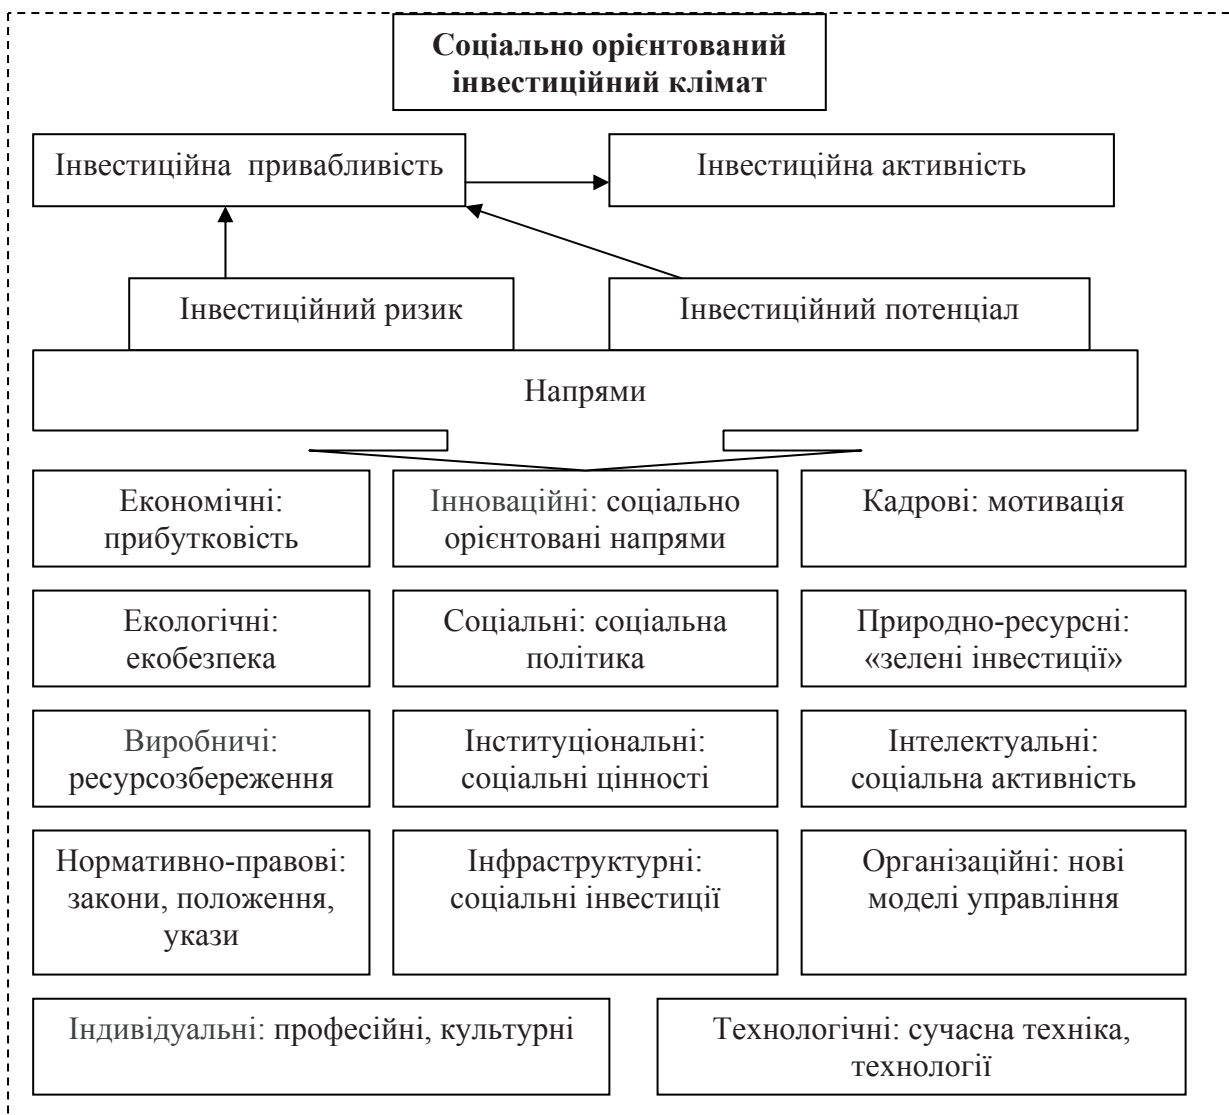 Соціально орієнтований
інвестиційний клімат
Інвестиційна привабливість
Інвестиційна активність
Інвестиційний ризик
Інвестиційний потенціал
Напрями
Економічні:
прибутковість
Інноваційні: соціально
орієнтовані напрями
Кадрові: мотивація
Екологічні:
екобезпека
Соціальні: соціальна
політика
Природно-ресурсні:
«зелені інвестиції»
Виробничі:
ресурсозбереження
Інституціональні:
соціальні цінності
Інтелектуальні:
соціальна активність
Нормативно-правові:
закони, положення,
укази
Інфраструктурні:
соціальні інвестиції
Організаційні: нові
моделі управління
Індивідуальні: професійні, культурні
Технологічні: сучасна техніка,
технології